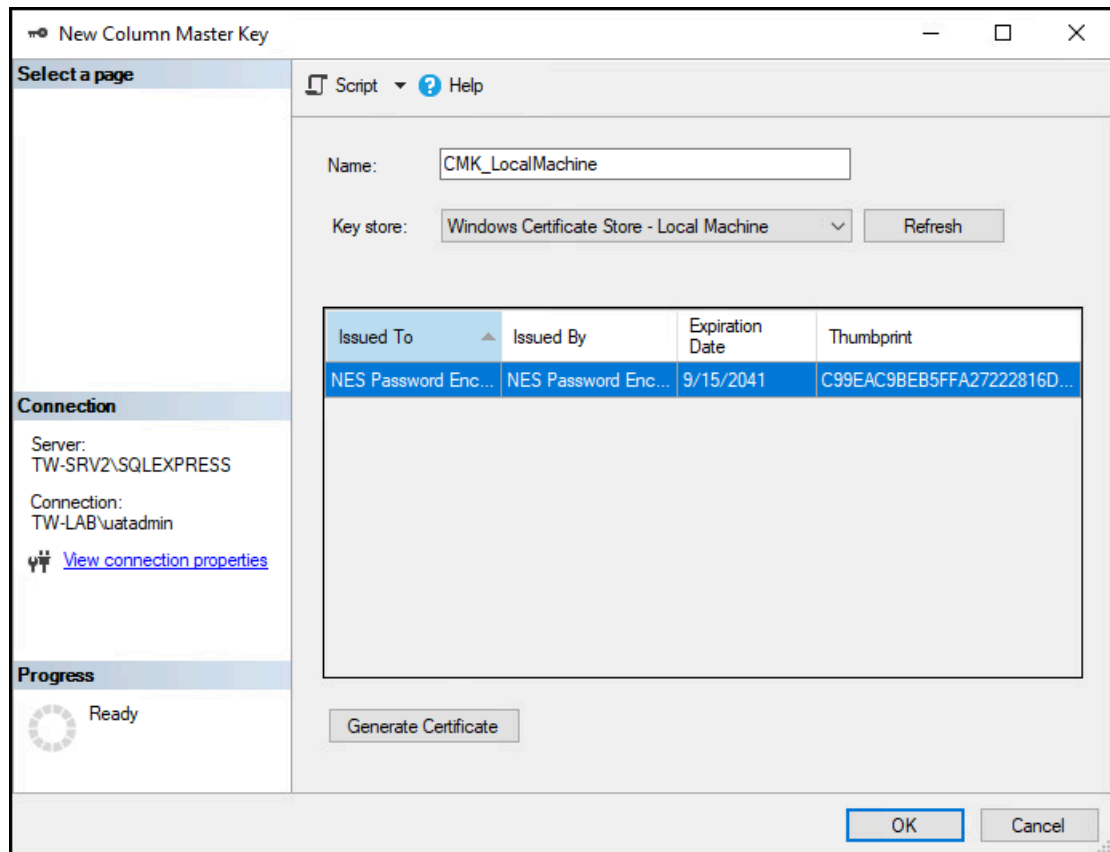 New Column Master Key
Select a page
Script
Help
Name:
CMK_LocalMachine
Key store:
Windows Certificate Store - Local Machine
Refresh
Issued To
Issued By
Expiration
Date
Thumbprint
NES Password Enc...
NES Password Enc...
9/15/2041
C99EAC9BEB5FFA27222816D...
Connection
Server:
TW-SRV2\SQLEXPRESS
Connection:
TW-LAB\uatadmin
View connection properties
Progress
Ready
Generate Certificate
OK
Cancel